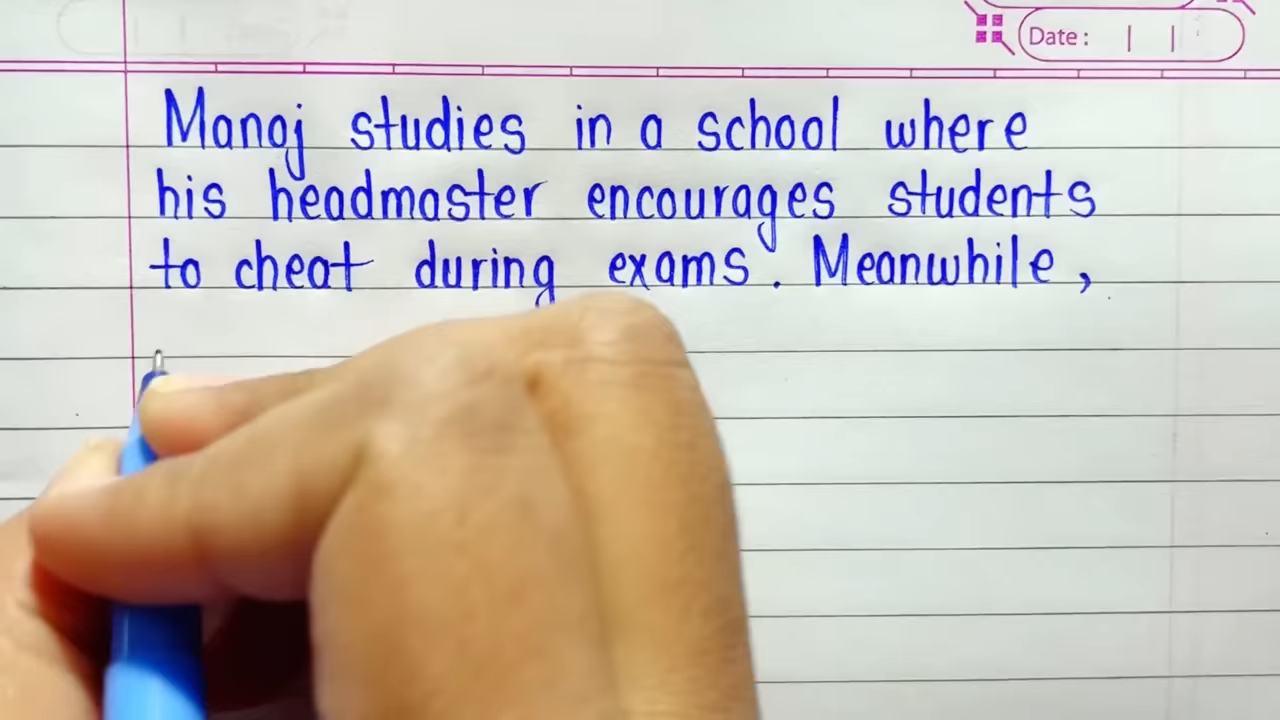 Date :
Manoj studies in a school where
his headmaster encourages students
to cheat during exams . Meanwhile ,